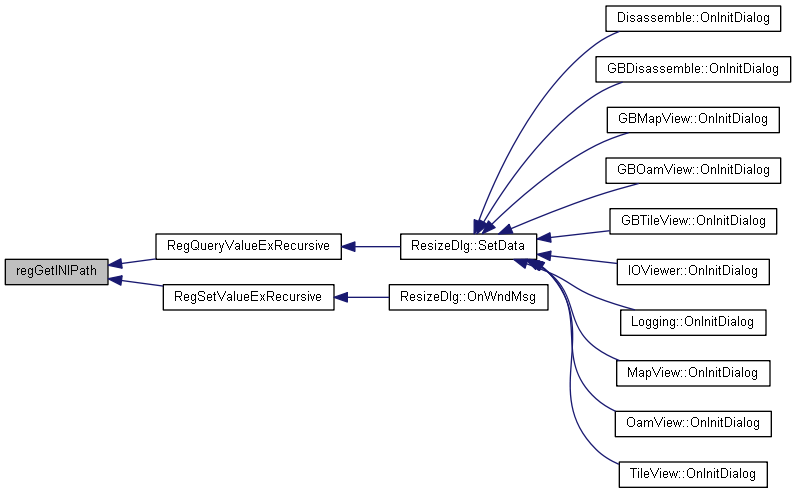 Disassemble::OnInitDialog
GBDisassemble::OnInitDialog
GBMapView::OnInitDialog
GBOamView::OnInitDialog
GBTileView::OnInitDialog
RegQueryValueExRecursive
ResizeDlg::SetData
regGetINIPath
IOViewer::OnInitDialog
RegSetValueExRecursive
ResizeDlg::OnWndMsg
Logging::OnInitDialog
MapView::OnInitDialog
OamView::OnInitDialog
TileView::OnInitDialog